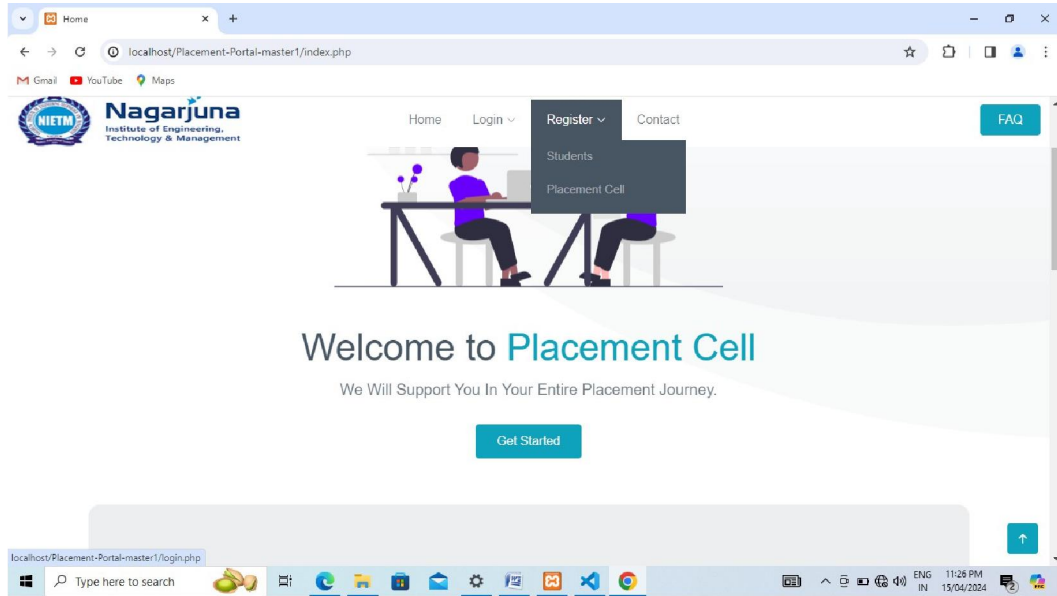 Home
localhost/Placement-Portal-master1/index.php
Gmail YouTube Maps
NIETM
Nagarjuna
Institute of Engineering,
Technology & Management
Home Login Register Contact FAQ
Students
Placement Cell
Welcome to Placement Cell
We Will Support You In Your Entire Placement Journey.
Get Started
localhost/Placement-Portal-master1/login.php
Type here to search
ENG 11:26 PM
IN 15/04/2024
2